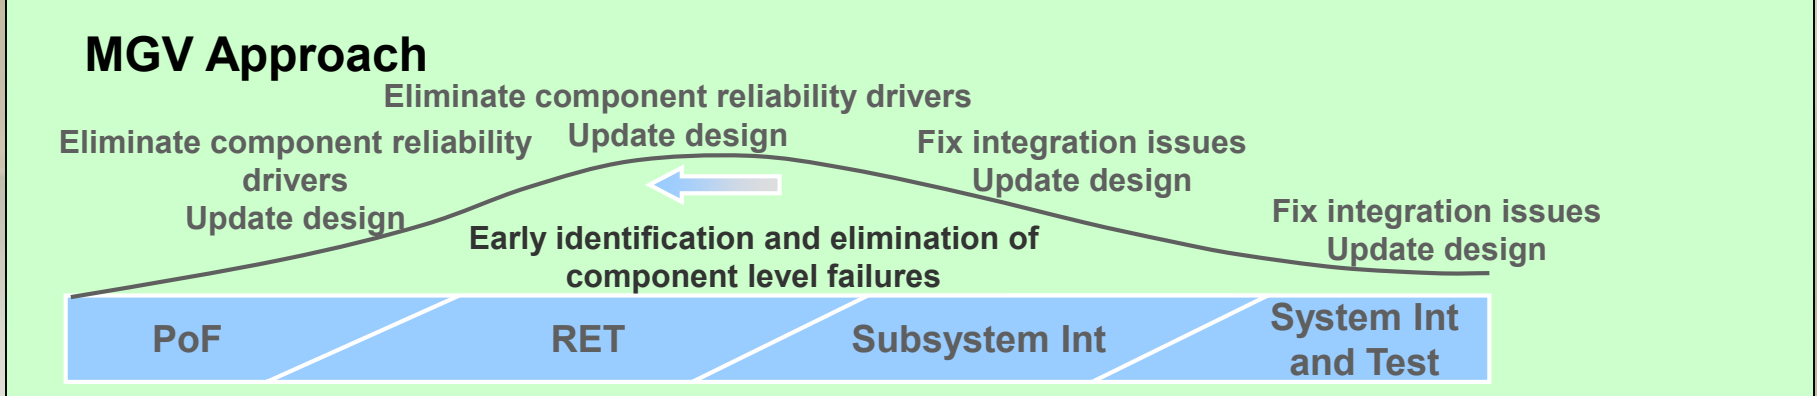 MGV Approach
Eliminate component reliability drivers
Update design
Eliminate component reliability
drivers
Update design
Fix integration issues
Update design
Fix integration issues
Update design
Early identification and elimination of
component level failures
PoF
RET
Subsystem Int
System Int
and Test